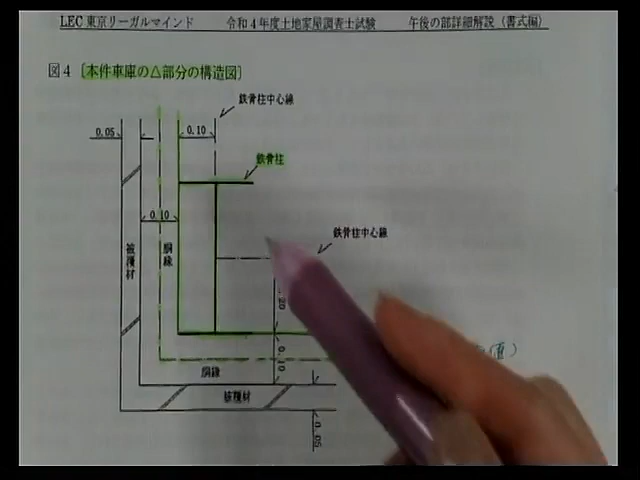 LEC東京リーガルマインド 令和4年度土地家屋調査士試験 午後の部詳細解説（書式編）
図4［本件車庫の△部分の構造図］
鉄骨柱中心線
0.05
0.10
鉄骨柱
0.10
鉄骨柱中心線
被覆材
胴縁
0.10
胴縁
被覆材
0.05